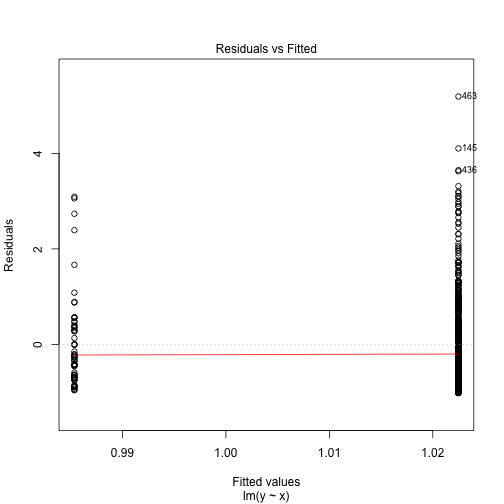 Residuals vs Fitted
463
145
436
Residuals
4
2
0
0.99 1.00 1.01 1.02
Fitted values
lm(y ~ x)